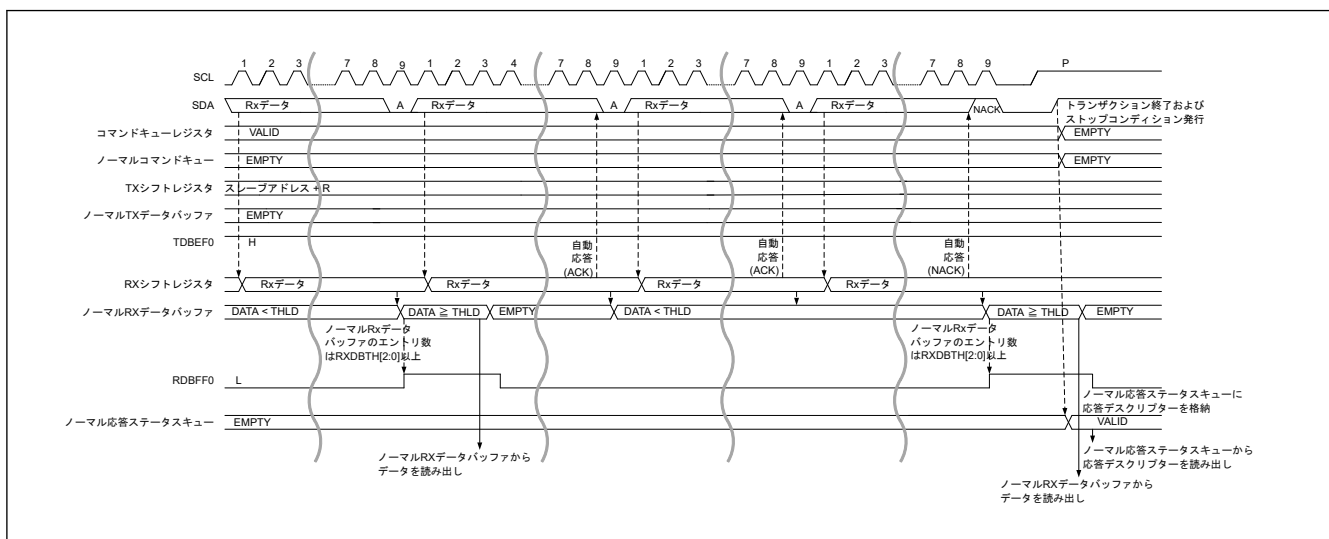 1 2 3 7 8 9 1 2 3 4 7 8 9 1 2 3 7 8 9 1 2 3 7 8 9 P
SCL
SDA Rxデータ A Rxデータ A Rxデータ A Rxデータ NACK トランザクション終了および
ストップコンディション発行
コマンドキューレジスタ VALID EMPTY
ノーマルコマンドキュー EMPTY EMPTY
TXシフトレジスタ スレーブアドレス + R
ノーマルTXデータバッファ EMPTY
TDBEF0 H
自動
応答
(ACK)
自動
応答
(ACK)
自動
応答
(NACK)
RXシフトレジスタ Rxデータ Rxデータ Rxデータ Rxデータ
ノーマルRXデータバッファ DATA < THLD DATA ≧ THLD EMPTY DATA < THLD DATA ≧ THLD EMPTY
ノーマルRxデータ
バッファのエントリ数
はRXDBTH[2:0]以上
ノーマルRxデータ
バッファのエントリ数
はRXDBTH[2:0]以上
RDBFF0 L
ノーマル応答ステータスキューに
応答デスクリプターを格納
ノーマル応答ステータスキュー EMPTY VALID
ノーマルRXデータバッファから
データを読み出し
ノーマル応答ステータスキューから
応答デスクリプターを読み出し
ノーマルRXデータバッファから
データを読み出し